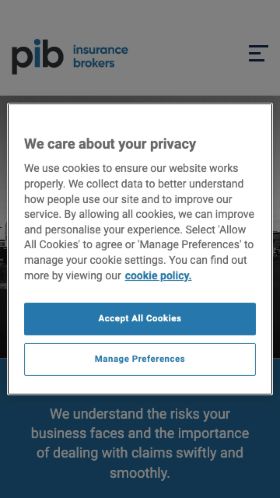 pib insurance
brokers
We care about your privacy
We use cookies to ensure our website works
properly. We collect data to better understand
how people use our site and to improve our
service. By allowing all cookies, we can improve
and personalise your experience. Select 'Allow
All Cookies' to agree or 'Manage Preferences' to
manage your cookie settings. You can find out
more by viewing our cookie policy.
Accept All Cookies
Manage Preferences
We understand the risks your
business faces and the importance
of dealing with claims swiftly and
smoothly.